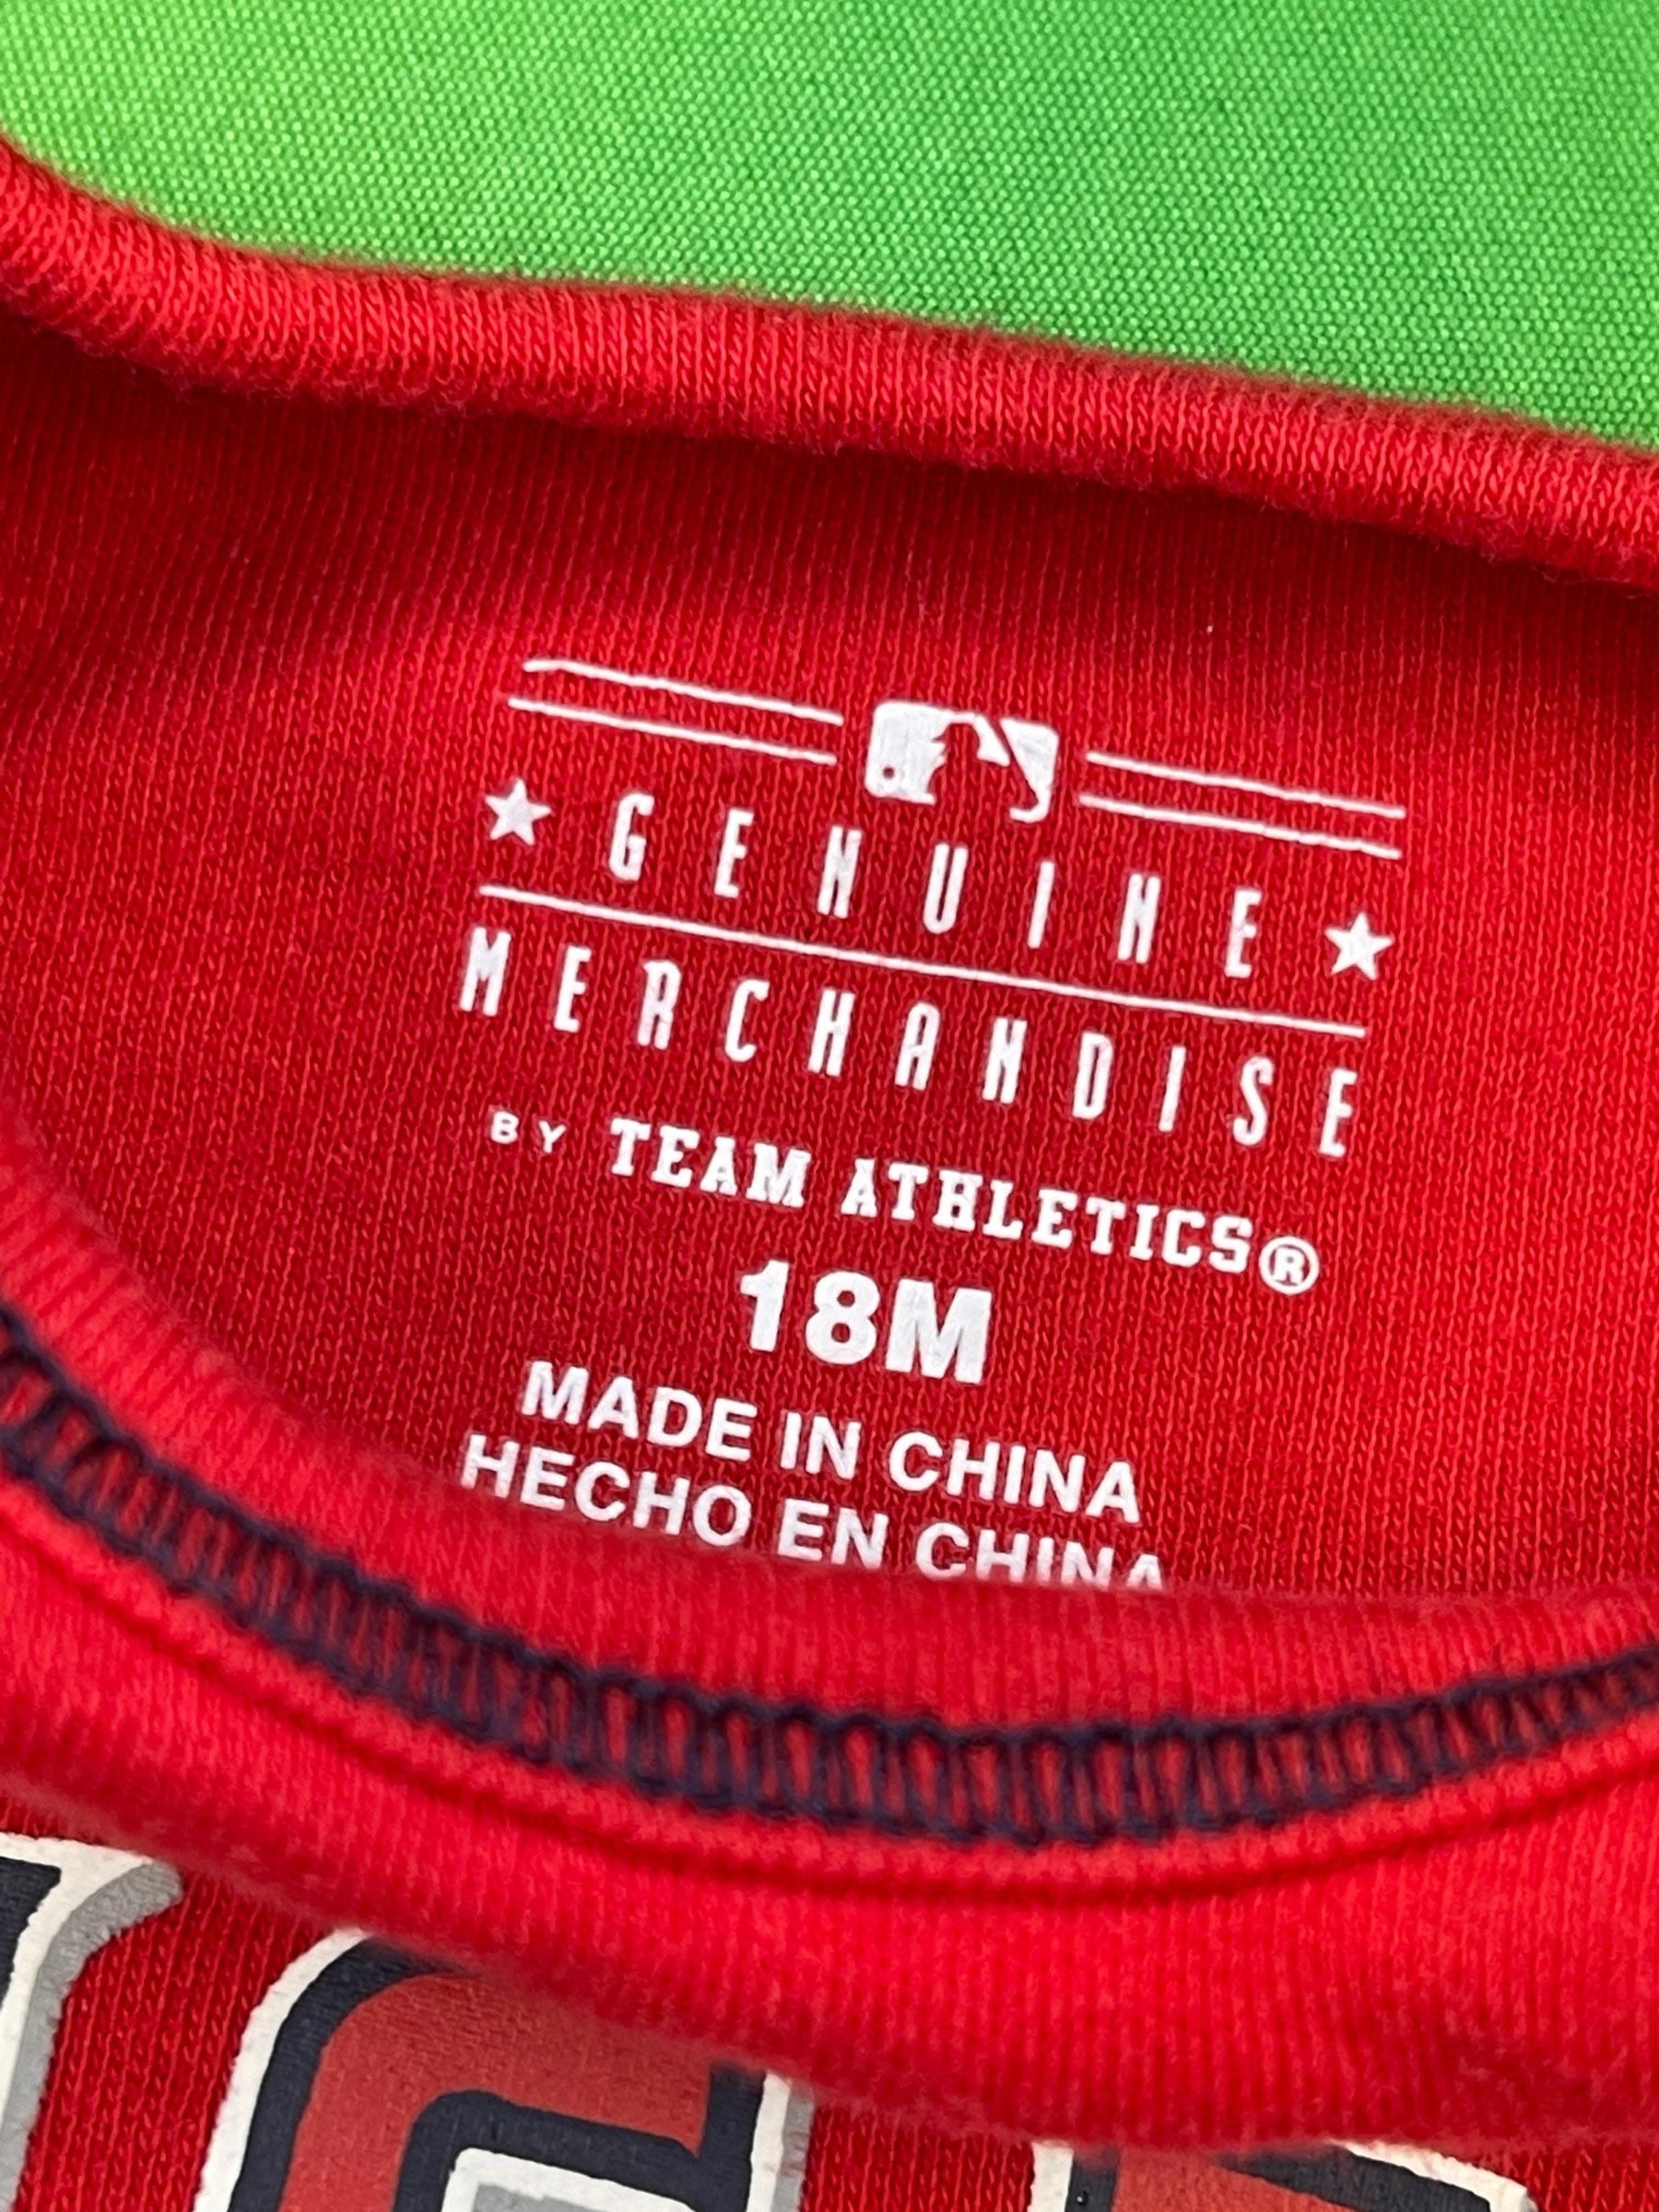 GENUINE
MERCHANDISE
BY TEAM ATHLETICS®
18M
MADE IN CHINA
HECHO EN CHINA